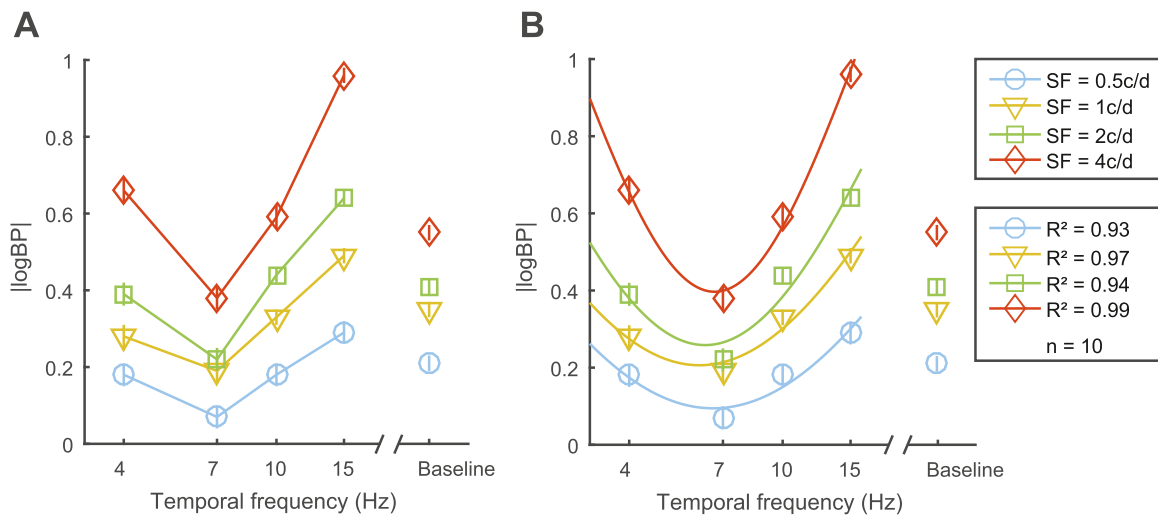 A
B
|logBP|
1
0.8
0.6
0.4
0.2
0
4
7
10
15
Baseline
Temporal frequency (Hz)
|logBP|
1
0.8
0.6
0.4
0.2
0
4
7
10
15
Baseline
Temporal frequency (Hz)
SF = 0.5c/d
SF = 1c/d
SF = 2c/d
SF = 4c/d
R² = 0.93
R² = 0.97
R² = 0.94
R² = 0.99
n = 10